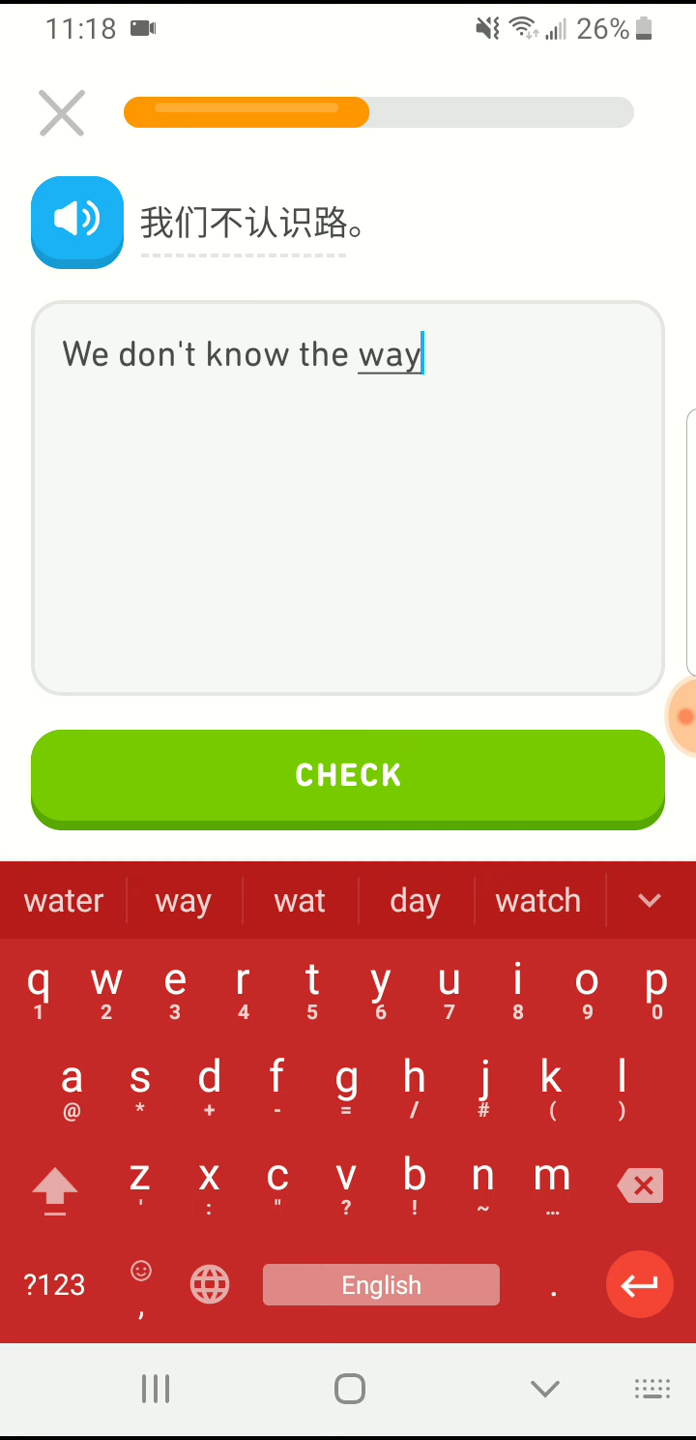 11:18 26%
我们不认识路。
We don't know the way
CHECK
water way wat day watch
q w e r t y u i o p
1 2 3 4 5 6 7 8 9 0
a s d f g h j k l
@ * + - = / # ( )
z x c v b n m
' : " ? ! ~ …
?123 , English .